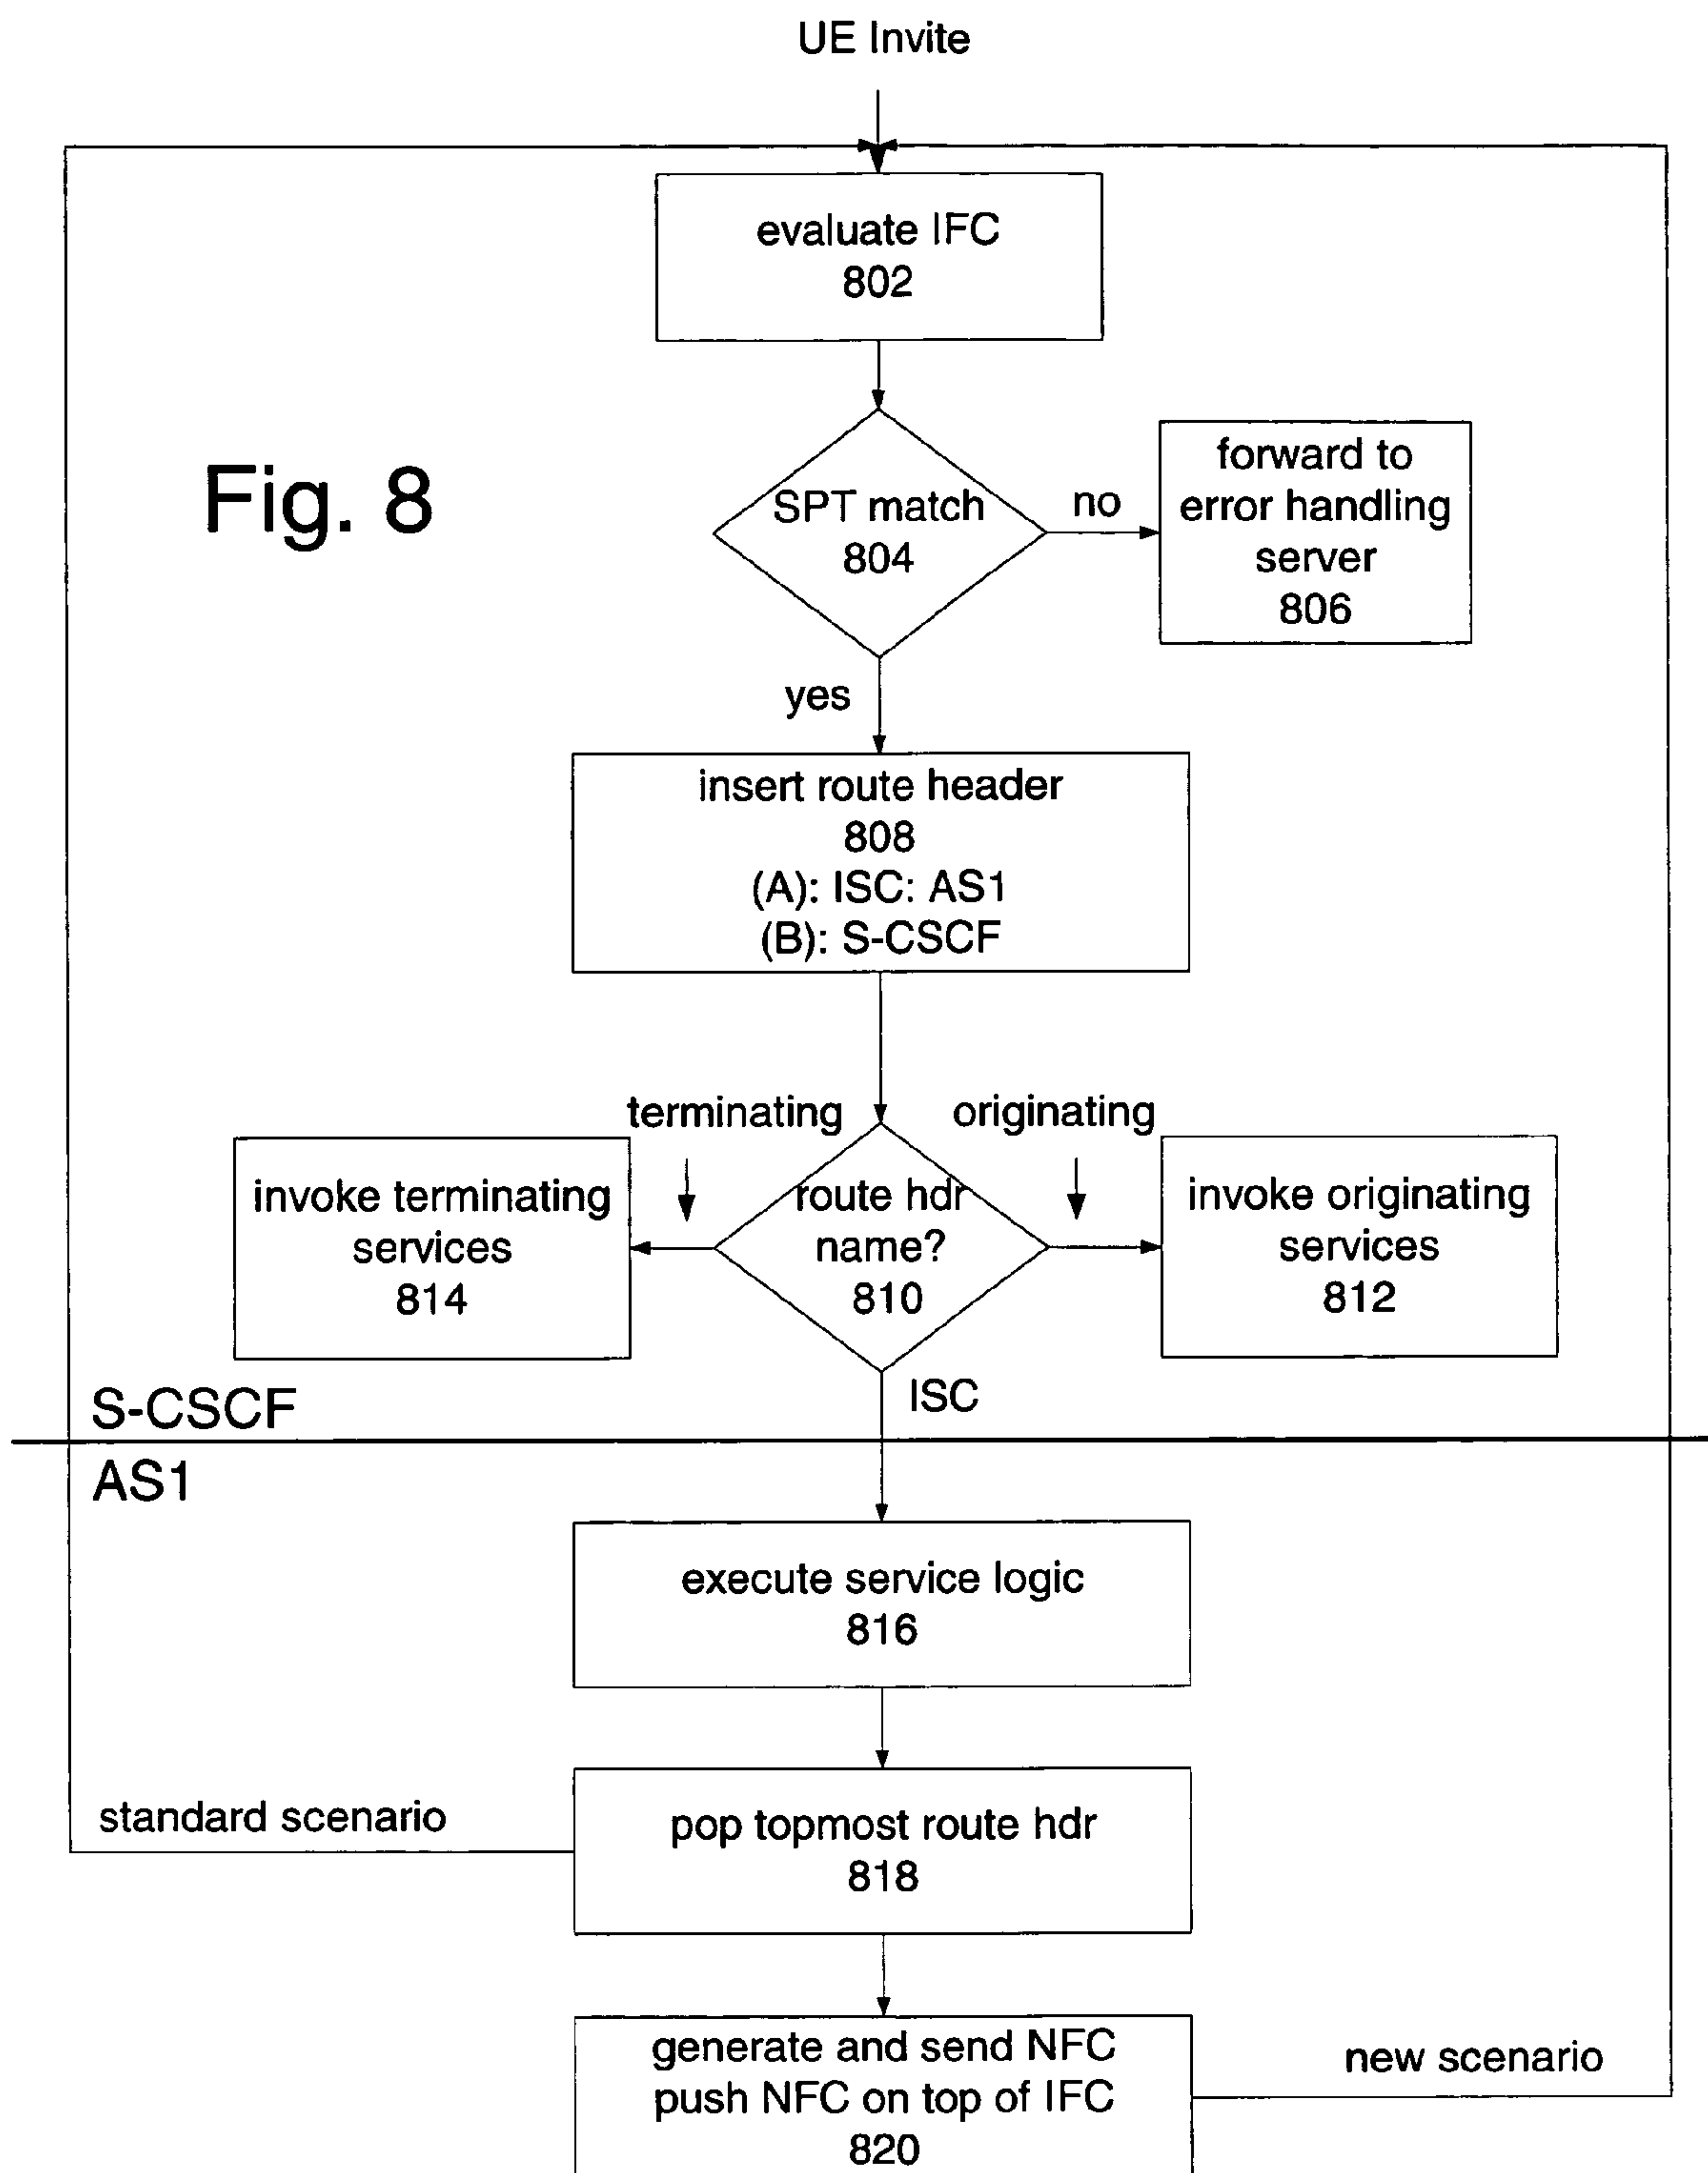 UE Invite
evaluate IFC
802
Fig. 8
SPT match
804
no
forward to
error handling
server
806
yes
insert route header
808
(A): ISC: AS1
(B): S-CSCF
terminating
originating
invoke terminating
services
814
route hdr
name?
810
invoke originating
services
812
ISC
S-CSCF
AS1
execute service logic
816
standard scenario
pop topmost route hdr
818
generate and send NFC
push NFC on top of IFC
820
new scenario